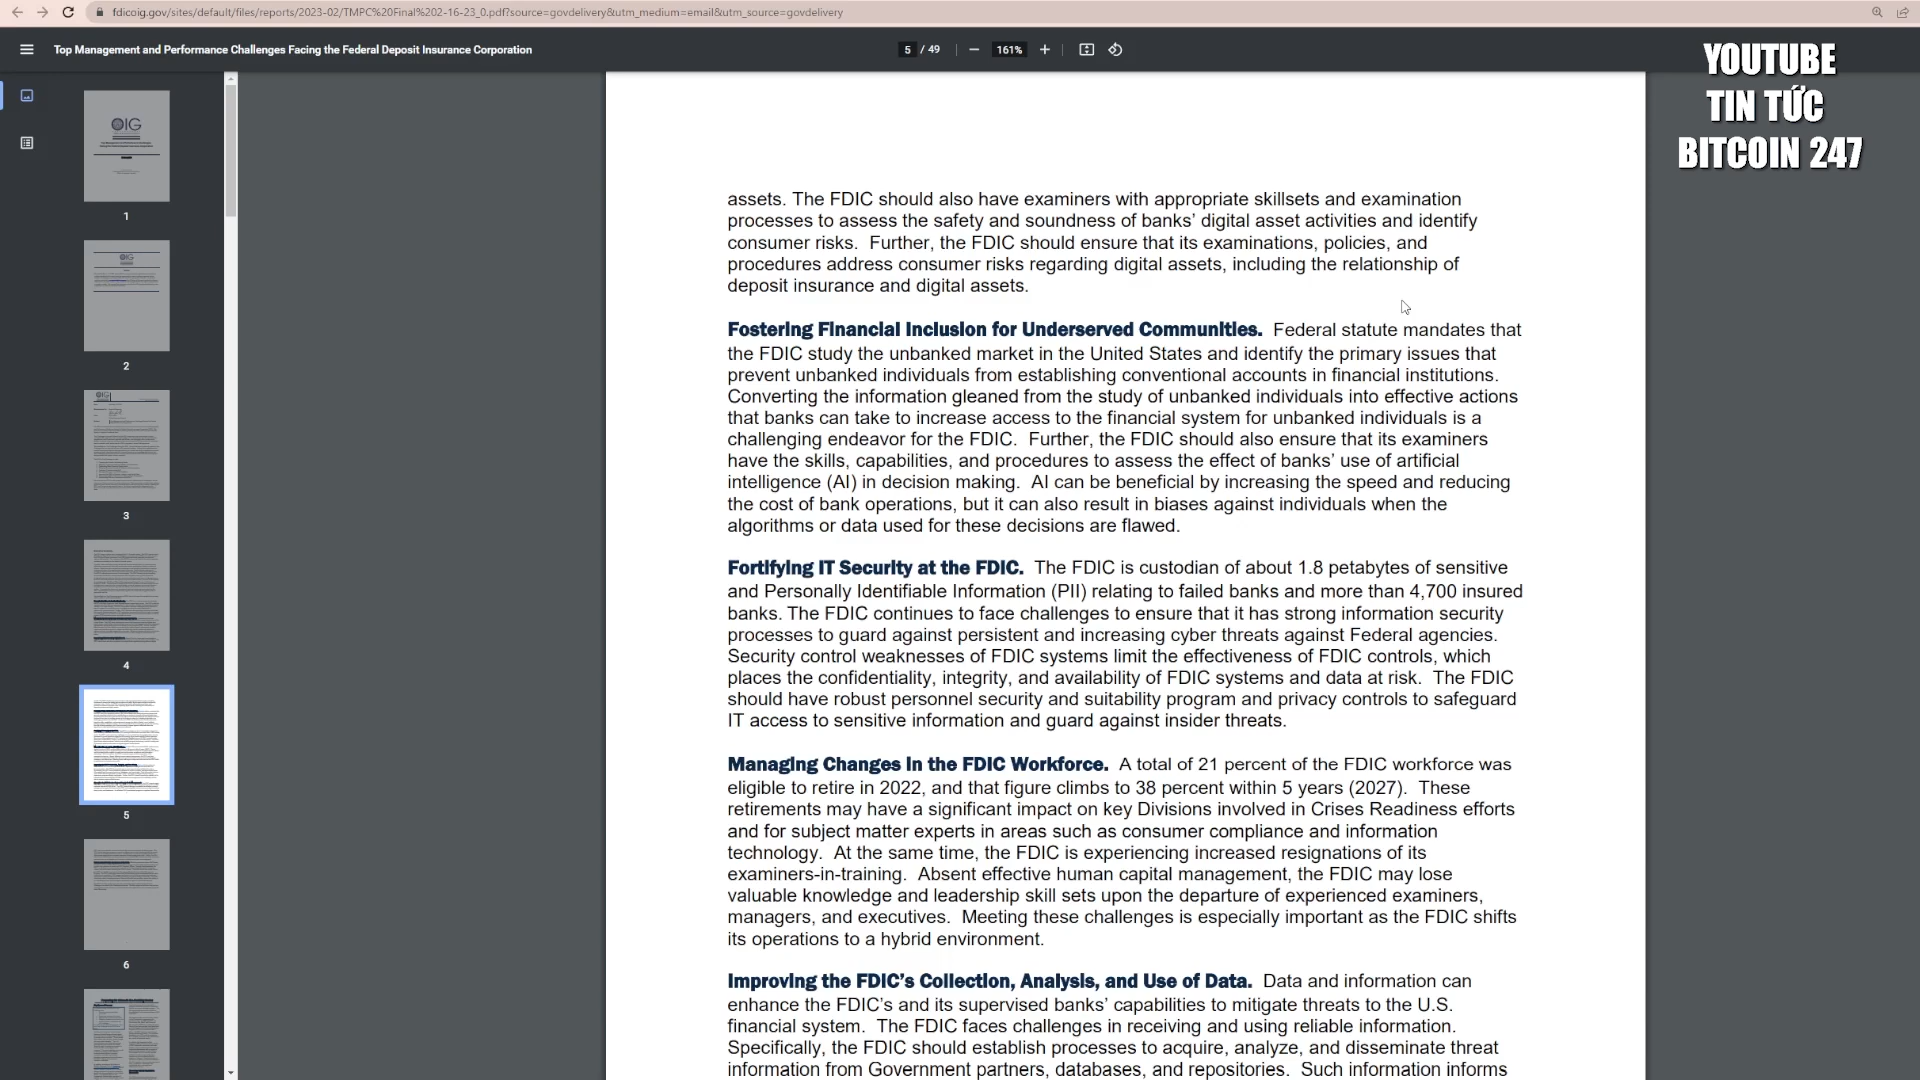 fdicoig.gov/sites/default/files/reports/2023-02/TMPC%20Final%202-16-23_0.pdf?source=govdelivery&utm_medium=email&utm_source=govdelivery
Top Management and Performance Challenges Facing the Federal Deposit Insurance Corporation
5 / 49
161%
YOUTUBE
TIN TỨC
BITCOIN 247
OIG
1
2
3
4
5
6
assets. The FDIC should also have examiners with appropriate skillsets and examination
processes to assess the safety and soundness of banks’ digital asset activities and identify
consumer risks. Further, the FDIC should ensure that its examinations, policies, and
procedures address consumer risks regarding digital assets, including the relationship of
deposit insurance and digital assets.
Fostering Financial Inclusion for Underserved Communities. Federal statute mandates that
the FDIC study the unbanked market in the United States and identify the primary issues that
prevent unbanked individuals from establishing conventional accounts in financial institutions.
Converting the information gleaned from the study of unbanked individuals into effective actions
that banks can take to increase access to the financial system for unbanked individuals is a
challenging endeavor for the FDIC. Further, the FDIC should also ensure that its examiners
have the skills, capabilities, and procedures to assess the effect of banks’ use of artificial
intelligence (AI) in decision making. AI can be beneficial by increasing the speed and reducing
the cost of bank operations, but it can also result in biases against individuals when the
algorithms or data used for these decisions are flawed.
Fortifying IT Security at the FDIC. The FDIC is custodian of about 1.8 petabytes of sensitive
and Personally Identifiable Information (PII) relating to failed banks and more than 4,700 insured
banks. The FDIC continues to face challenges to ensure that it has strong information security
processes to guard against persistent and increasing cyber threats against Federal agencies.
Security control weaknesses of FDIC systems limit the effectiveness of FDIC controls, which
places the confidentiality, integrity, and availability of FDIC systems and data at risk. The FDIC
should have robust personnel security and suitability program and privacy controls to safeguard
IT access to sensitive information and guard against insider threats.
Managing Changes in the FDIC Workforce. A total of 21 percent of the FDIC workforce was
eligible to retire in 2022, and that figure climbs to 38 percent within 5 years (2027). These
retirements may have a significant impact on key Divisions involved in Crises Readiness efforts
and for subject matter experts in areas such as consumer compliance and information
technology. At the same time, the FDIC is experiencing increased resignations of its
examiners-in-training. Absent effective human capital management, the FDIC may lose
valuable knowledge and leadership skill sets upon the departure of experienced examiners,
managers, and executives. Meeting these challenges is especially important as the FDIC shifts
its operations to a hybrid environment.
Improving the FDIC’s Collection, Analysis, and Use of Data. Data and information can
enhance the FDIC’s and its supervised banks’ capabilities to mitigate threats to the U.S.
financial system. The FDIC faces challenges in receiving and using reliable information.
Specifically, the FDIC should establish processes to acquire, analyze, and disseminate threat
information from Government partners, databases, and repositories. Such information informs